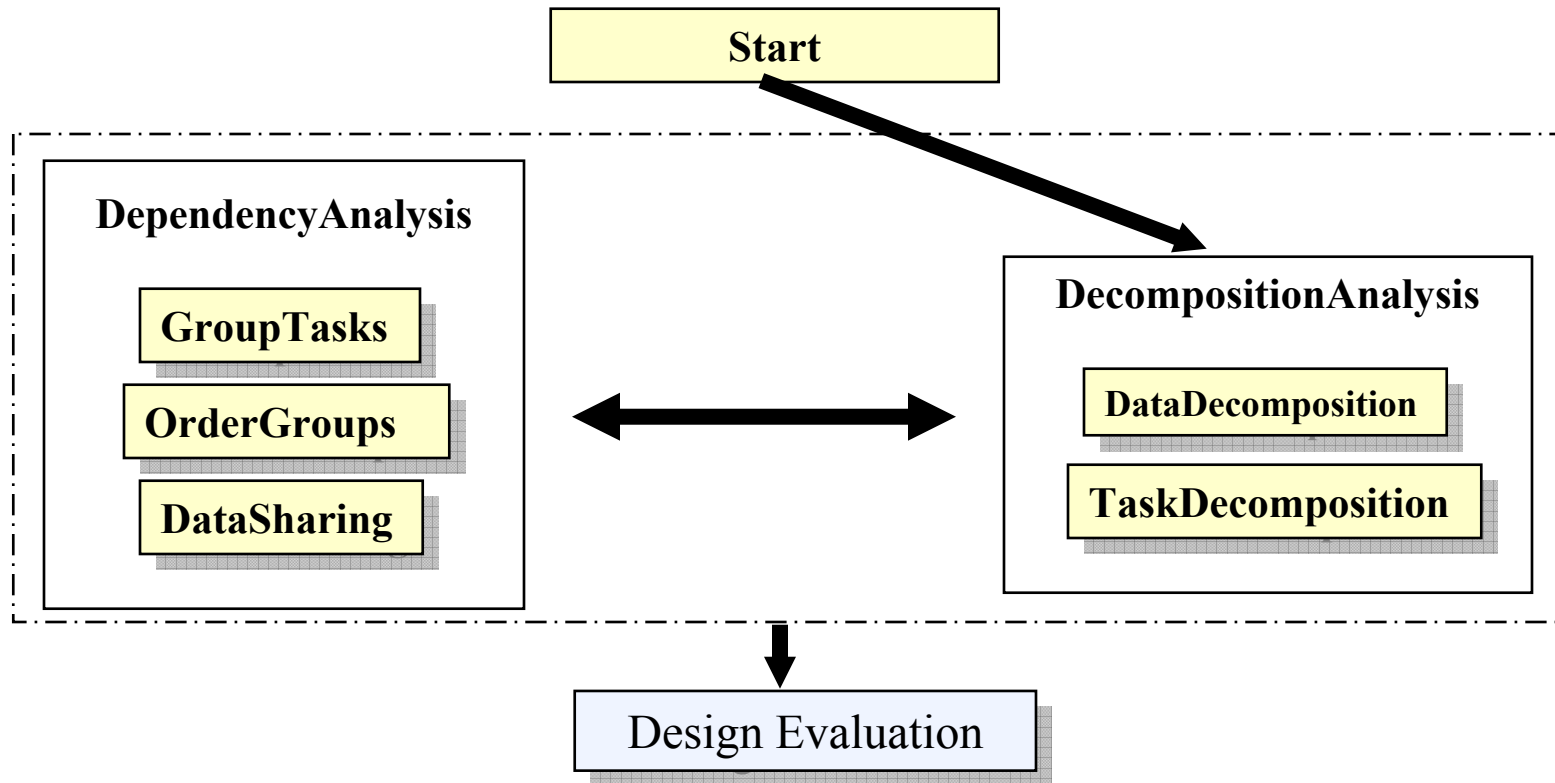 Start
DependencyAnalysis
GroupTasks
OrderGroups
DataSharing
DecompositionAnalysis
DataDecomposition
TaskDecomposition
Design Evaluation